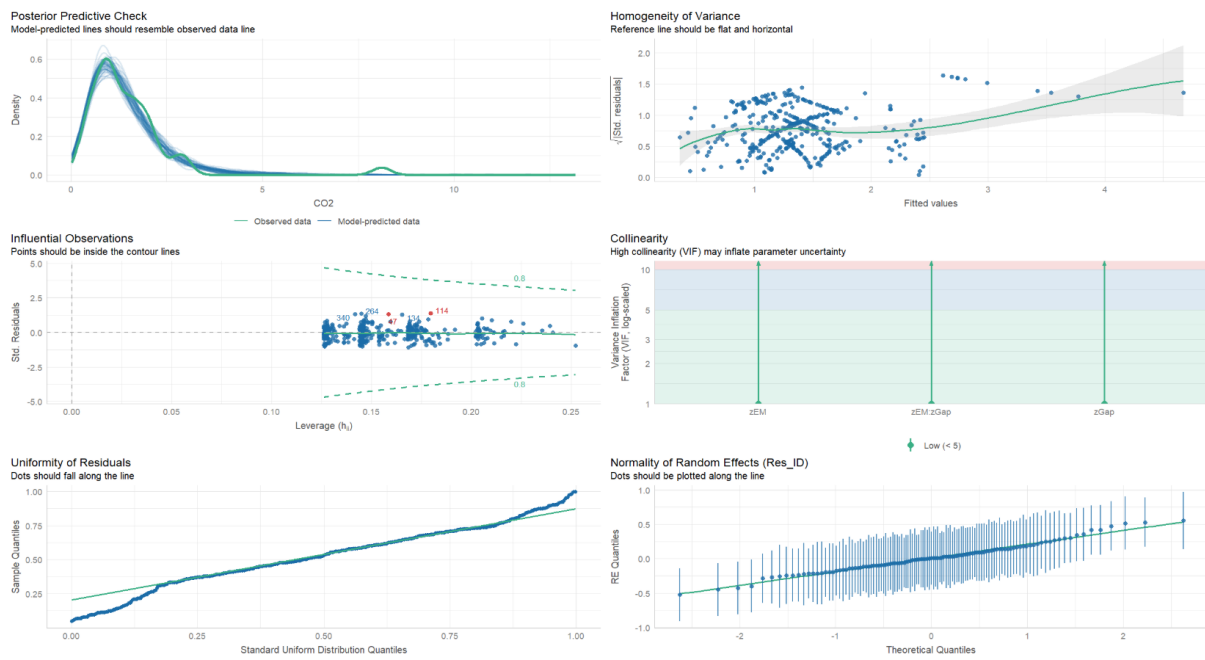 Posterior Predictive Check
Model-predicted lines should resemble observed data line
0.6
0.4
0.2
0.0
Density
0
5
10
CO2
Observed data
Model-predicted data
Homogeneity of Variance
Reference line should be flat and horizontal
2.0
1.5
1.0
0.5
0.0
√|Std. residuals|
1
2
3
4
Fitted values
Influential Observations
Points should be inside the contour lines
5.0
2.5
0.0
-2.5
-5.0
Std. Residuals
0.8
340
264
134
114
0.8
0.00
0.05
0.10
0.15
0.20
0.25
Leverage (hᵢᵢ)
Collinearity
High collinearity (VIF) may inflate parameter uncertainty
10
5
3
2
1
Variance Inflation
Factor (VIF, log-scaled)
zEM
zEM:zGap
zGap
Low (< 5)
Uniformity of Residuals
Dots should fall along the line
1.00
0.75
0.50
0.25
Sample Quantiles
0.00
0.25
0.50
0.75
1.00
Standard Uniform Distribution Quantiles
Normality of Random Effects (Res_ID)
Dots should be plotted along the line
1.0
0.5
0.0
-0.5
-1.0
RE Quantiles
-2
-1
0
1
2
Theoretical Quantiles